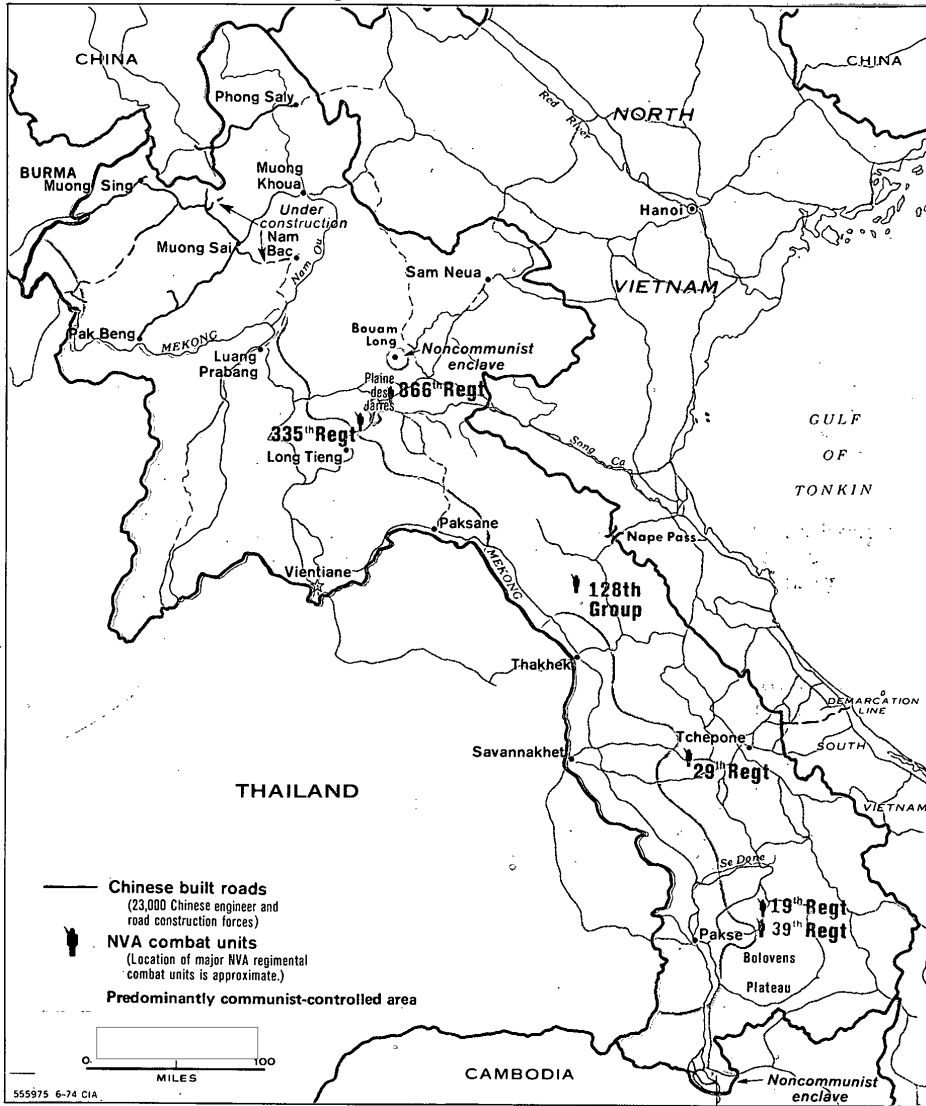 CHINA
CHINA
Phong Saly
Red
River
NORTH
BURMA
Muong Sing
Muong
Khoua
Under
construction
Hanoi
Muong Sai
Nam
Bac
Nam Ou
Sam Neua
VIETNAM
Pak Beng
MEKONG
Luang
Prabang
Bouam
Long
Noncommunist
enclave
Plaine
des
Jarres
866th Regt
335th Regt
Long Tieng
GULF
OF
TONKIN
Song Ca
Paksane
Nape Pass
MEKONG
Vientiane
128th
Group
Thakhek
DEMARCATION
LINE
Tchepone
SOUTH
Savannakhet
29th Regt
VIETNAM
THAILAND
Se Done
Chinese built roads
(23,000 Chinese engineer and
road construction forces)
19th Regt
39th Regt
NVA combat units
(Location of major NVA regimental
combat units is approximate.)
Pakse
Bolovens
Plateau
Predominantly communist-controlled area
0 100
MILES
CAMBODIA
Noncommunist
enclave
555975 6-74 CIA